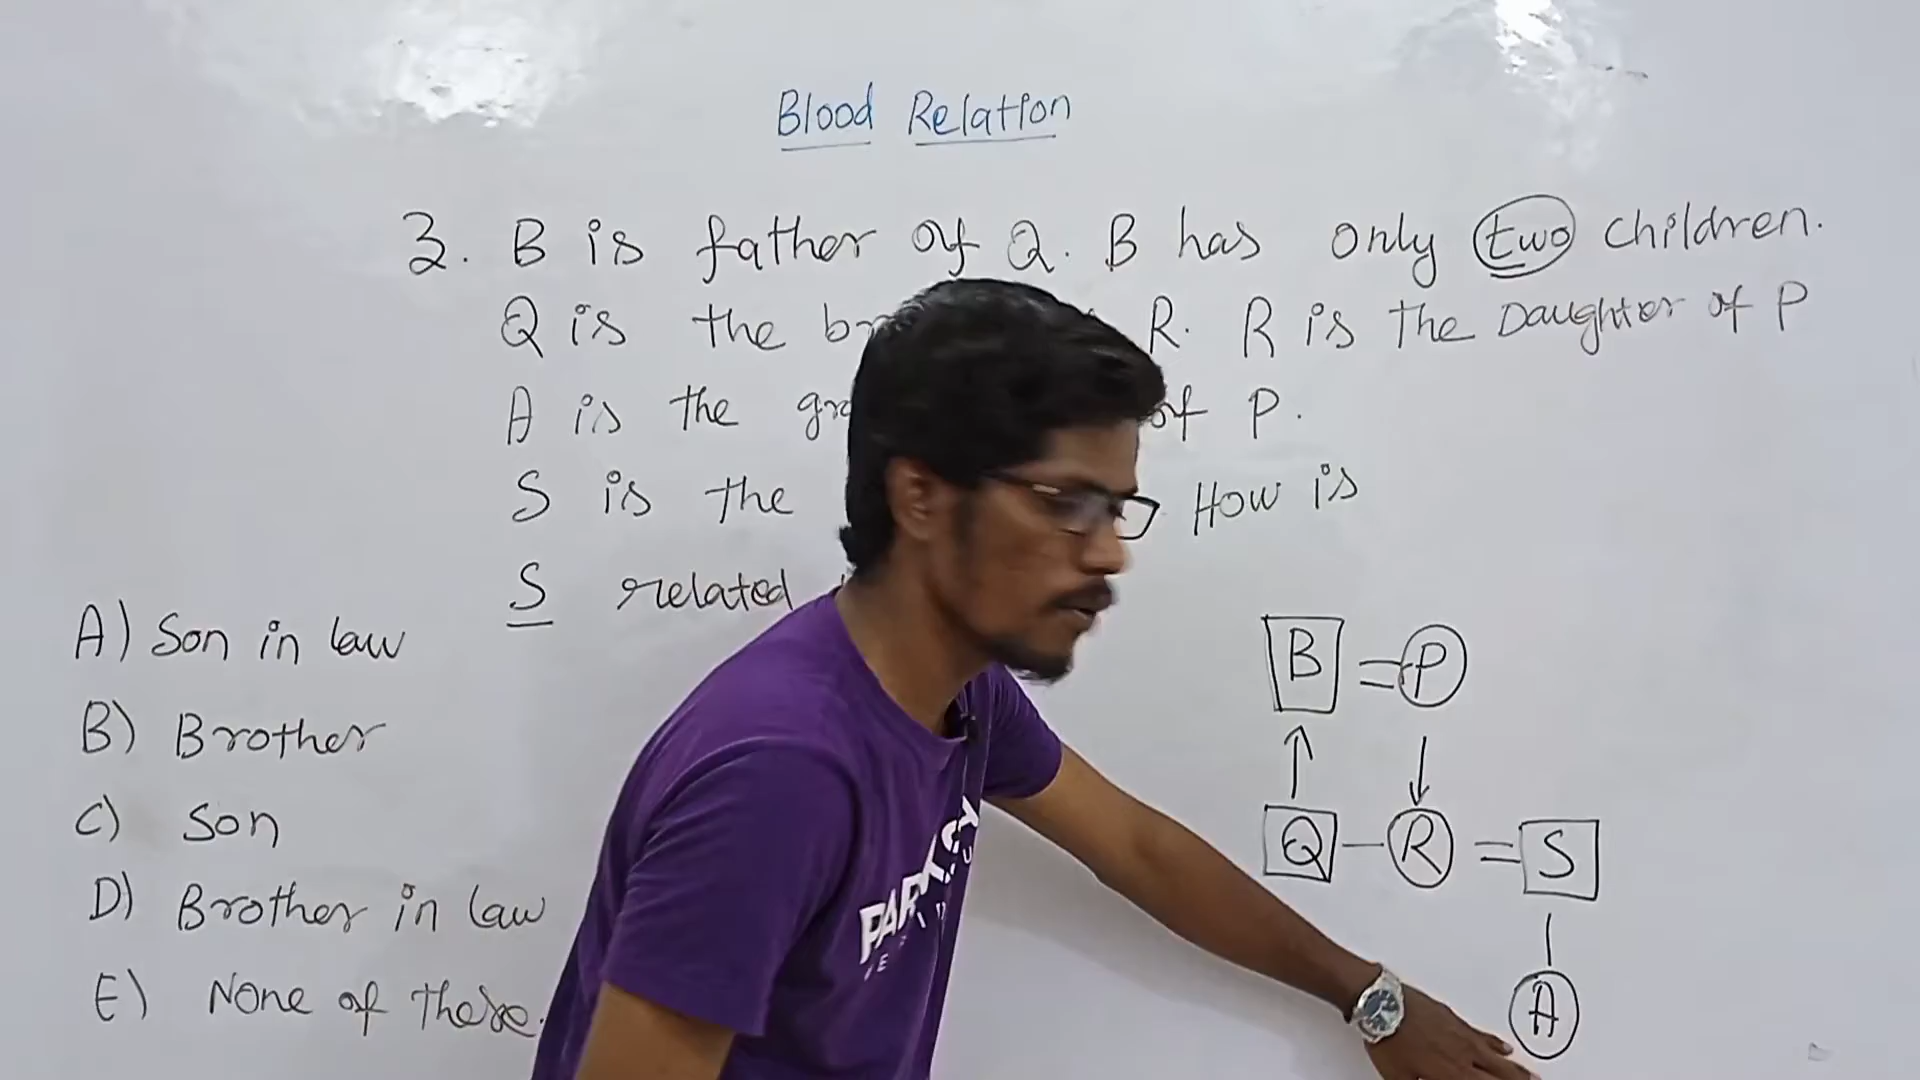 Blood Relation
3. B is father of Q. B has only two children.
Q is the R. R is the Daughter of P
A is the of P.
S is the How is
S related
A) Son in law
B) Brother
C) Son
D) Brother in law
E) None of these.
B = P
Q - R = S
A